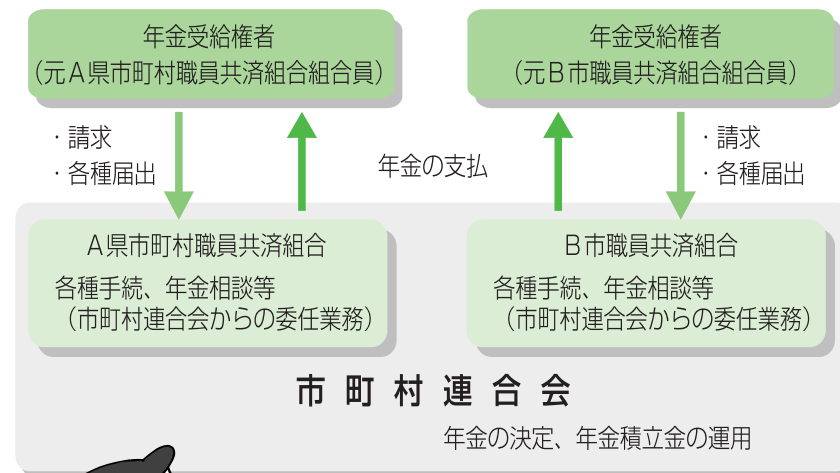 年金受給権者
（元Ａ県市町村職員共済組合組合員）
年金受給権者
（元Ｂ市職員共済組合組合員）
・請求
・各種届出
年金の支払
・請求
・各種届出
Ａ県市町村職員共済組合
各種手続、年金相談等
（市町村連合会からの委任業務）
Ｂ市職員共済組合
各種手続、年金相談等
（市町村連合会からの委任業務）
市町村連合会
年金の決定、年金積立金の運用